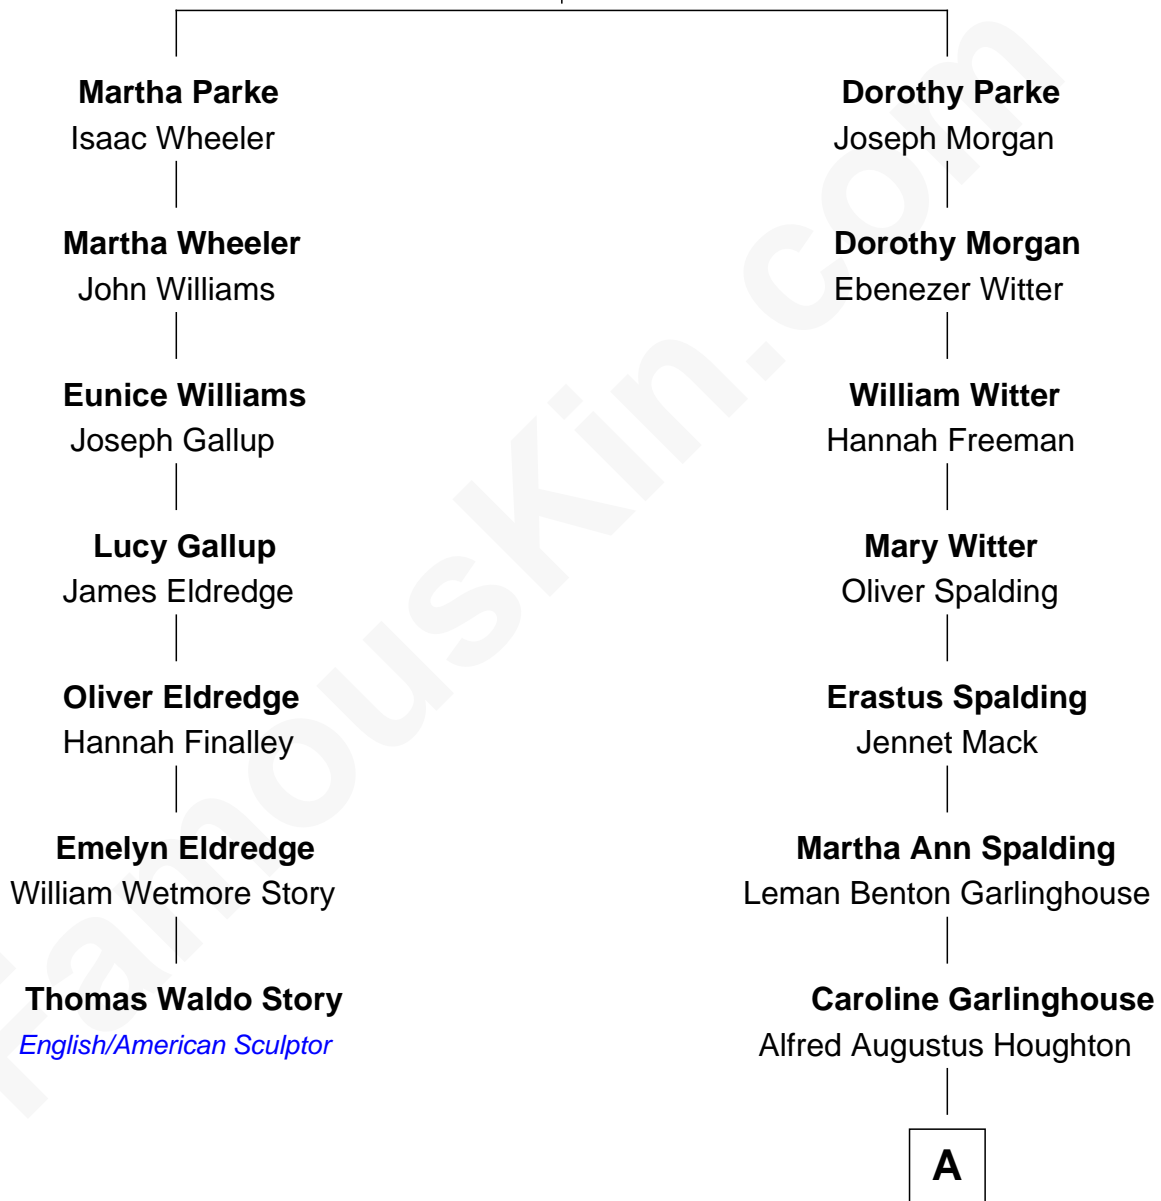 Martha Parke
Isaac Wheeler
Martha Wheeler
John Williams
Eunice Williams
Joseph Gallup
Lucy Gallup
James Eldredge
Oliver Eldredge
Hannah Finalley
Emelyn Eldredge
William Wetmore Story
Thomas Waldo Story
English/American Sculptor
Dorothy Parke
Joseph Morgan
Dorothy Morgan
Ebenezer Witter
William Witter
Hannah Freeman
Mary Witter
Oliver Spalding
Erastus Spalding
Jennet Mack
Martha Ann Spalding
Leman Benton Garlinghouse
Caroline Garlinghouse
Alfred Augustus Houghton
A
FamousKin.com